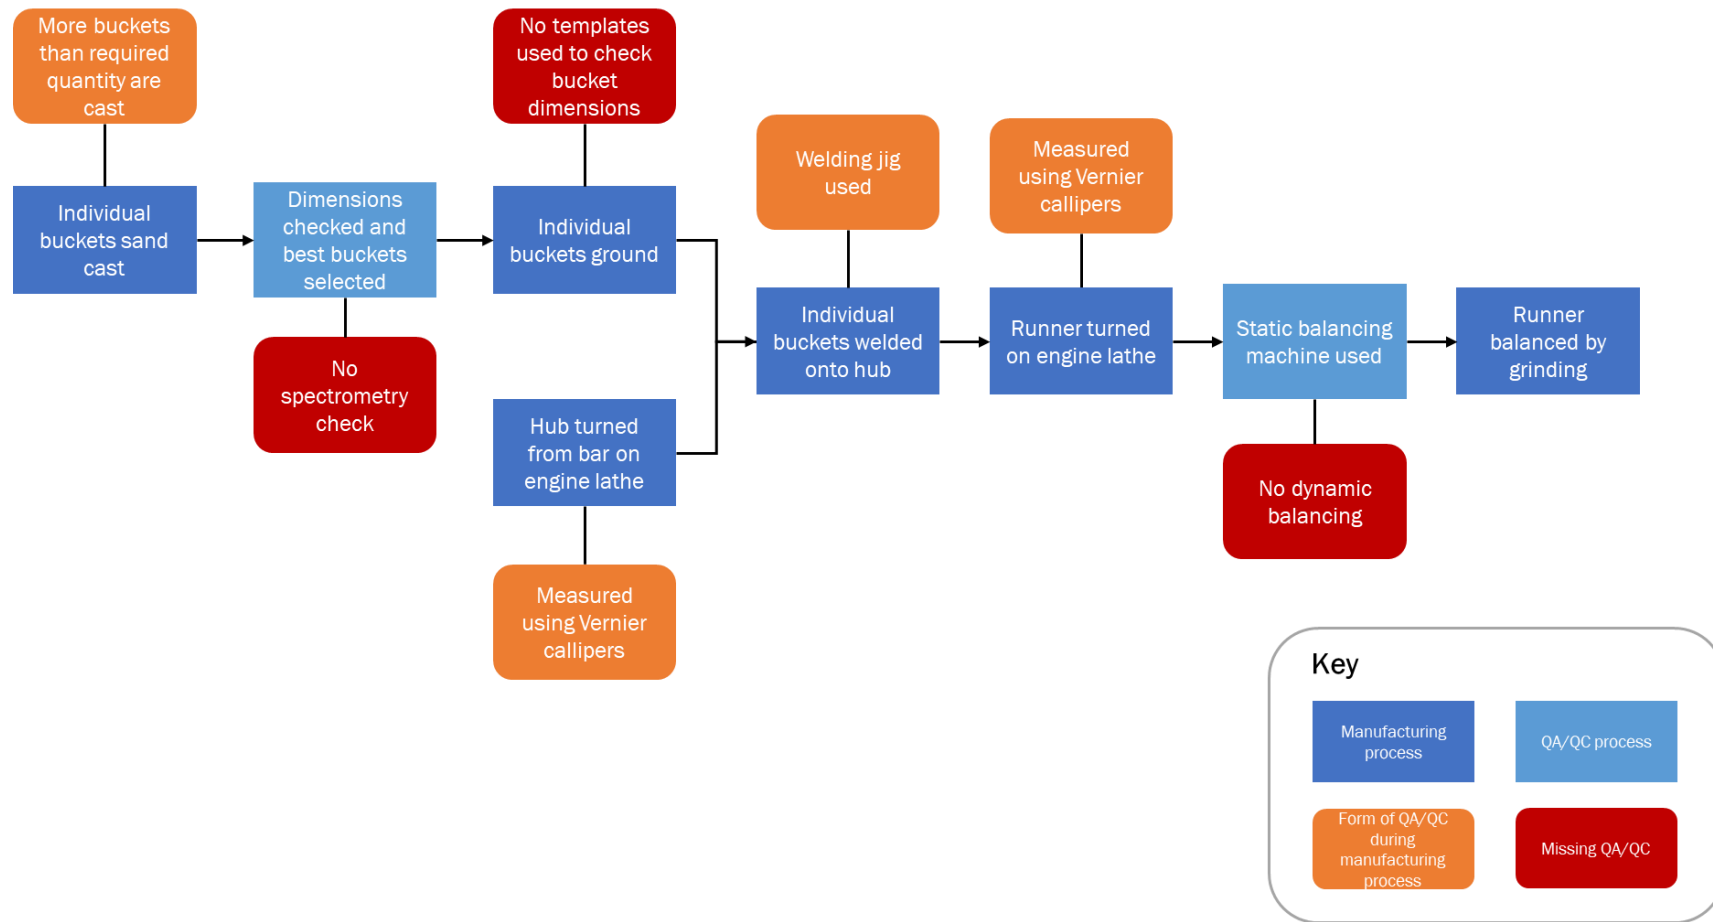 More buckets
than required
quantity are
cast
No templates
used to check
bucket
dimensions
Welding jig
used
Measured
using Vernier
callipers
Individual
buckets sand
cast
Dimensions
checked and
best buckets
selected
Individual
buckets ground
Individual
buckets welded
onto hub
Runner turned
on engine lathe
Static balancing
machine used
Runner
balanced by
grinding
No
spectrometry
check
Hub turned
from bar on
engine lathe
No dynamic
balancing
Measured
using Vernier
callipers
Key
Manufacturing
process
QA/QC process
Form of QA/QC
during
manufacturing
process
Missing QA/QC